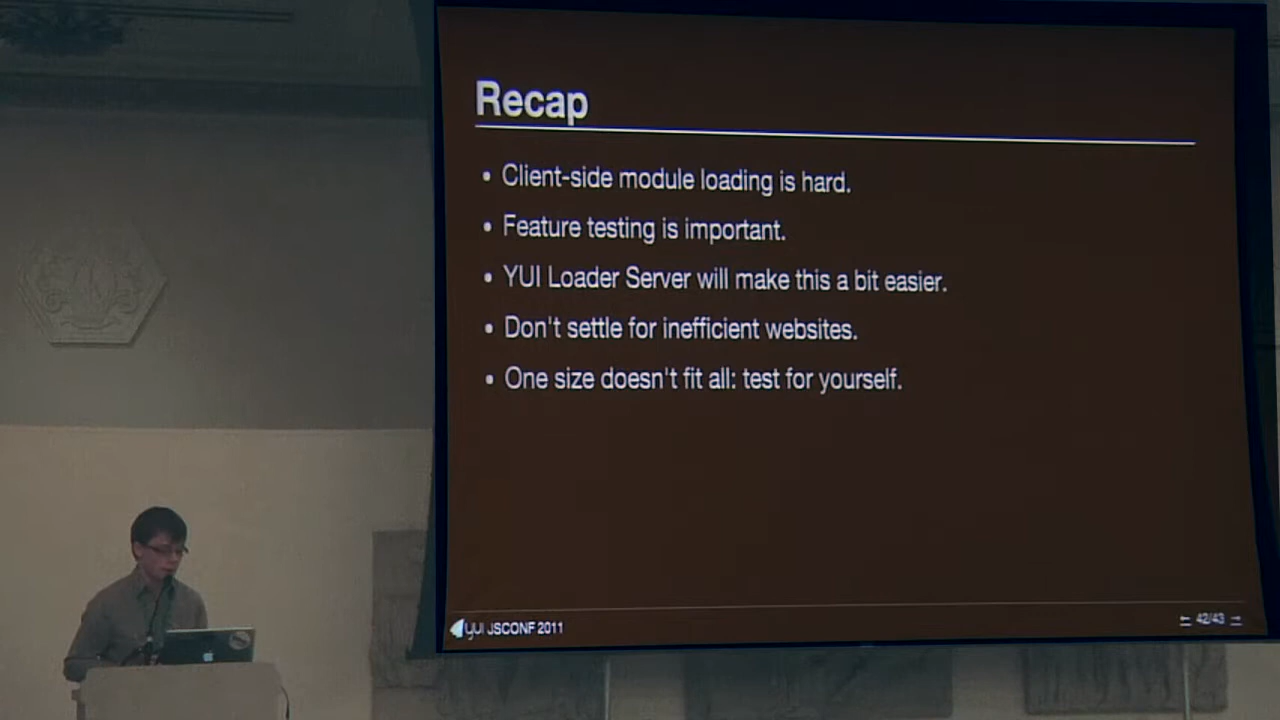 Recap
• Client-side module loading is hard.
• Feature testing is important.
• YUI Loader Server will make this a bit easier.
• Don't settle for inefficient websites.
• One size doesn't fit all: test for yourself.
YUI JSCONF 2011
42/43